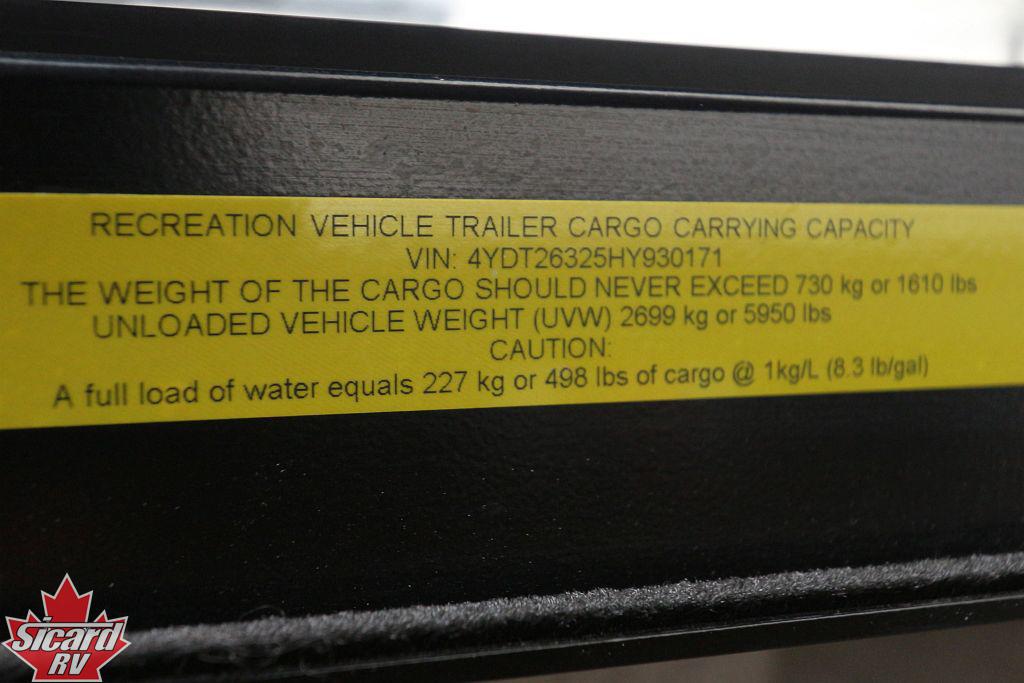 RECREATION VEHICLE TRAILER CARGO CARRYING CAPACITY
VIN: 4YDT26325HY930171
THE WEIGHT OF THE CARGO SHOULD NEVER EXCEED 730 kg or 1610 lbs
UNLOADED VEHICLE WEIGHT (UVW) 2699 kg or 5950 lbs
CAUTION:
A full load of water equals 227 kg or 498 lbs of cargo @ 1kg/L (8.3 lb/gal)
Sicard
RV